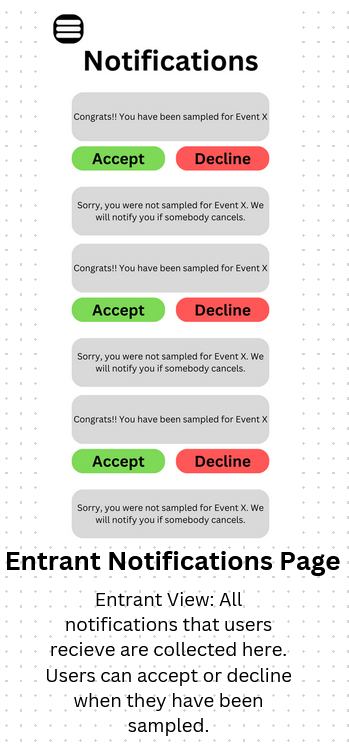 Notifications
Congrats!! You have been sampled for Event X
Accept Decline
Sorry, you were not sampled for Event X. We
will notify you if somebody cancels.
Congrats!! You have been sampled for Event X
Accept Decline
Sorry, you were not sampled for Event X. We
will notify you if somebody cancels.
Congrats!! You have been sampled for Event X
Accept Decline
Sorry, you were not sampled for Event X. We
will notify you if somebody cancels.
Entrant Notifications Page
Entrant View: All
notifications that users
recieve are collected here.
Users can accept or decline
when they have been
sampled.